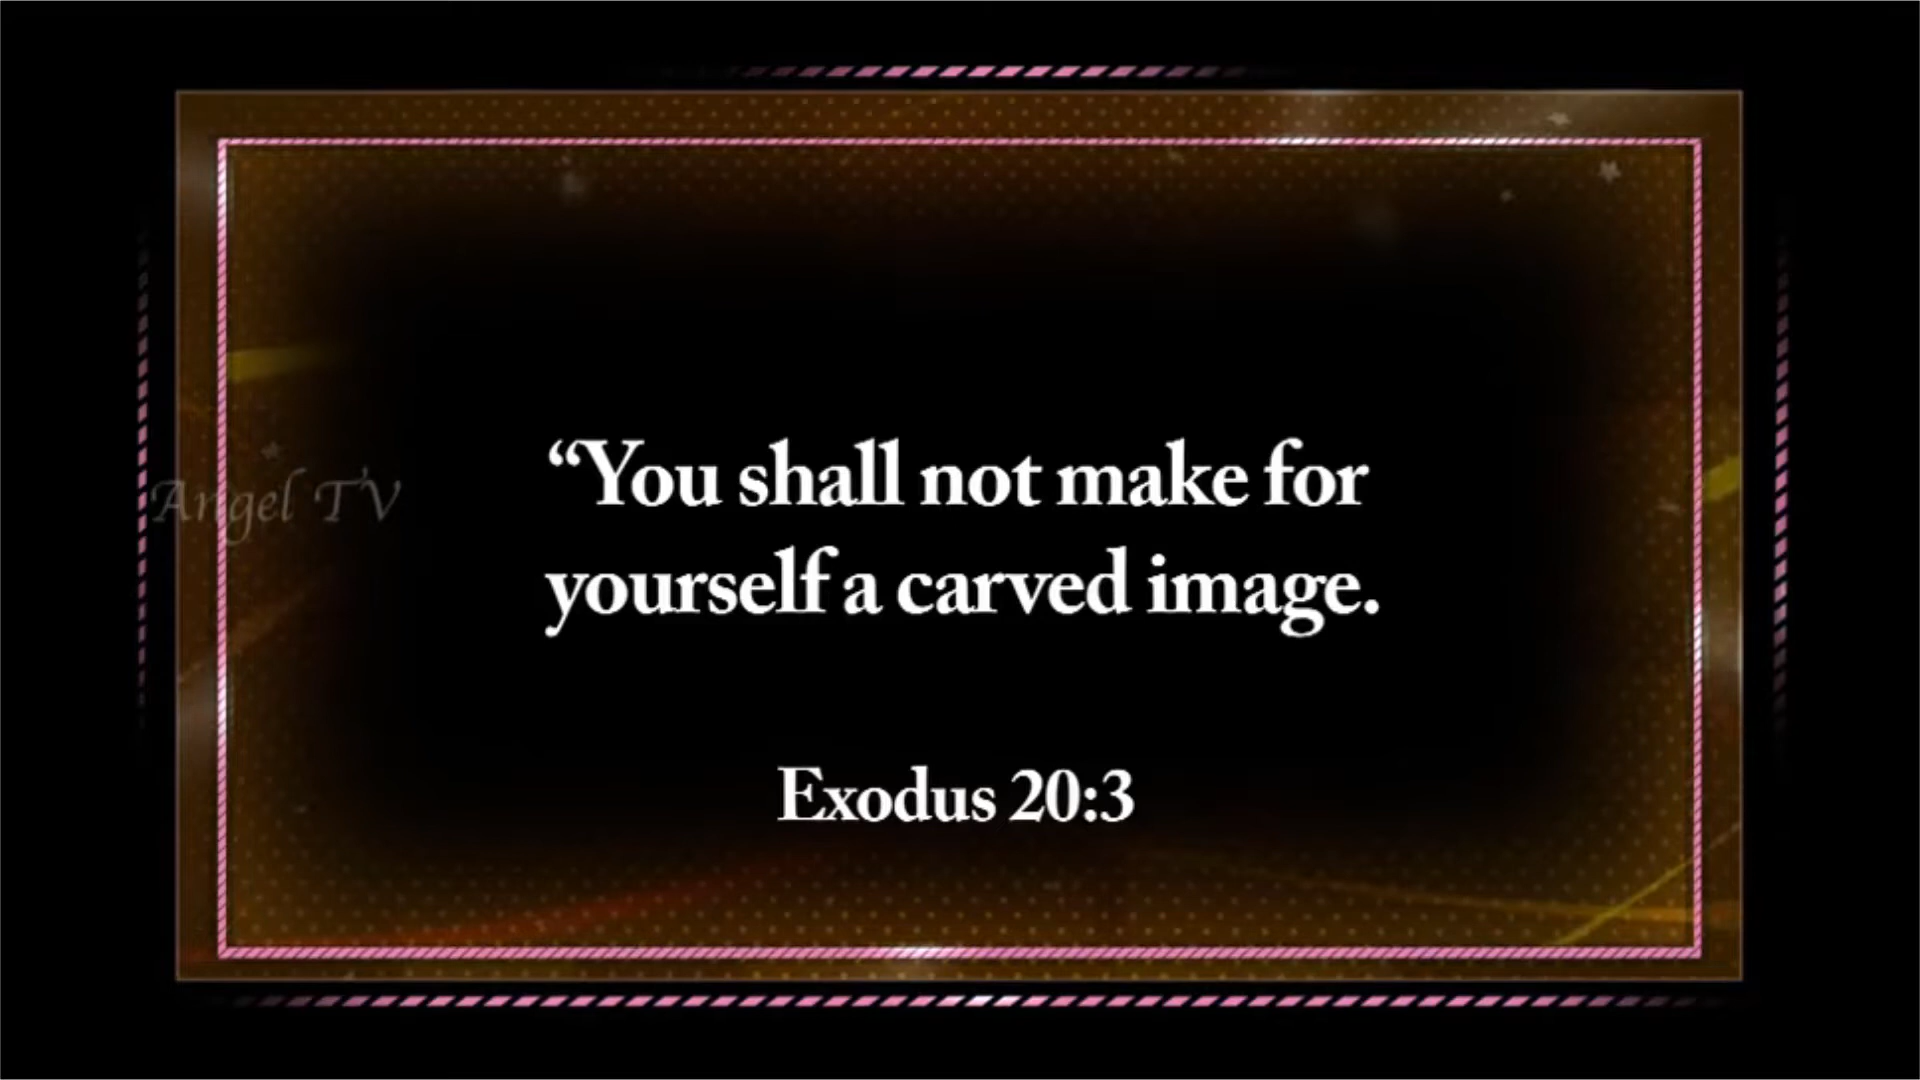 “You shall not make for
yourself a carved image.
Exodus 20:3
Angel TV